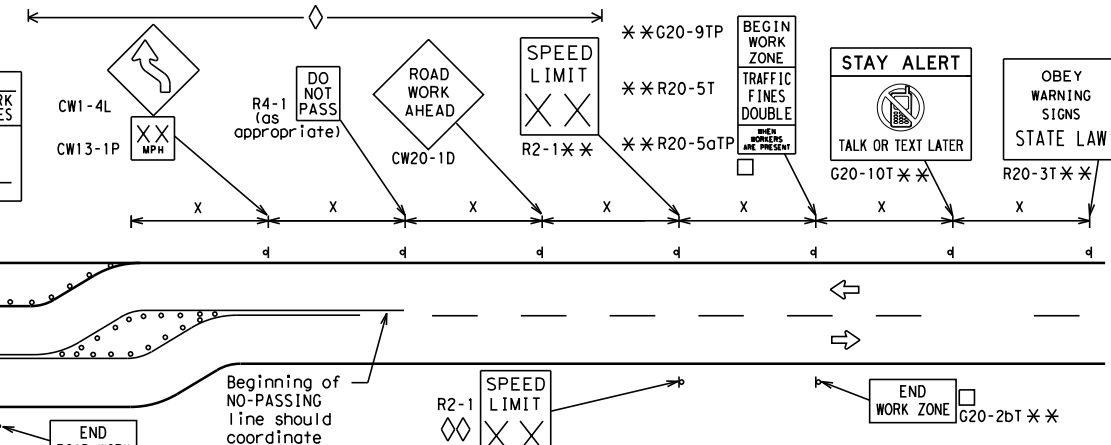 CW1-4L
XX
MPH
CW13-1P
R4-1
(as
appropriate)
DO
NOT
PASS
ROAD
WORK
AHEAD
CW20-1D
SPEED
LIMIT
X X
R2-1**
**G20-9TP
**R20-5T
**R20-5aTP
BEGIN
WORK
ZONE
TRAFFIC
FINES
DOUBLE
WHEN
WORKERS
ARE PRESENT
STAY ALERT
TALK OR TEXT LATER
G20-10T**
OBEY
WARNING
SIGNS
STATE LAW
R20-3T**
X X X X X X X
Beginning of
NO-PASSING
line should
coordinate
R2-1
SPEED
LIMIT
X X
END
WORK ZONE
G20-2bT**
END